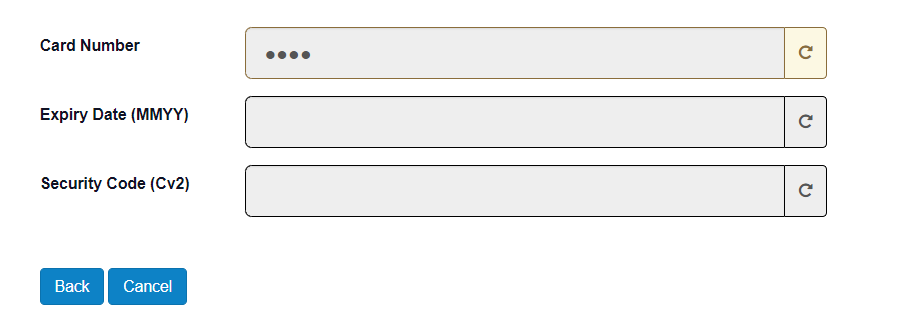 Card Number
••••
Expiry Date (MMYY)
Security Code (Cv2)
Back Cancel